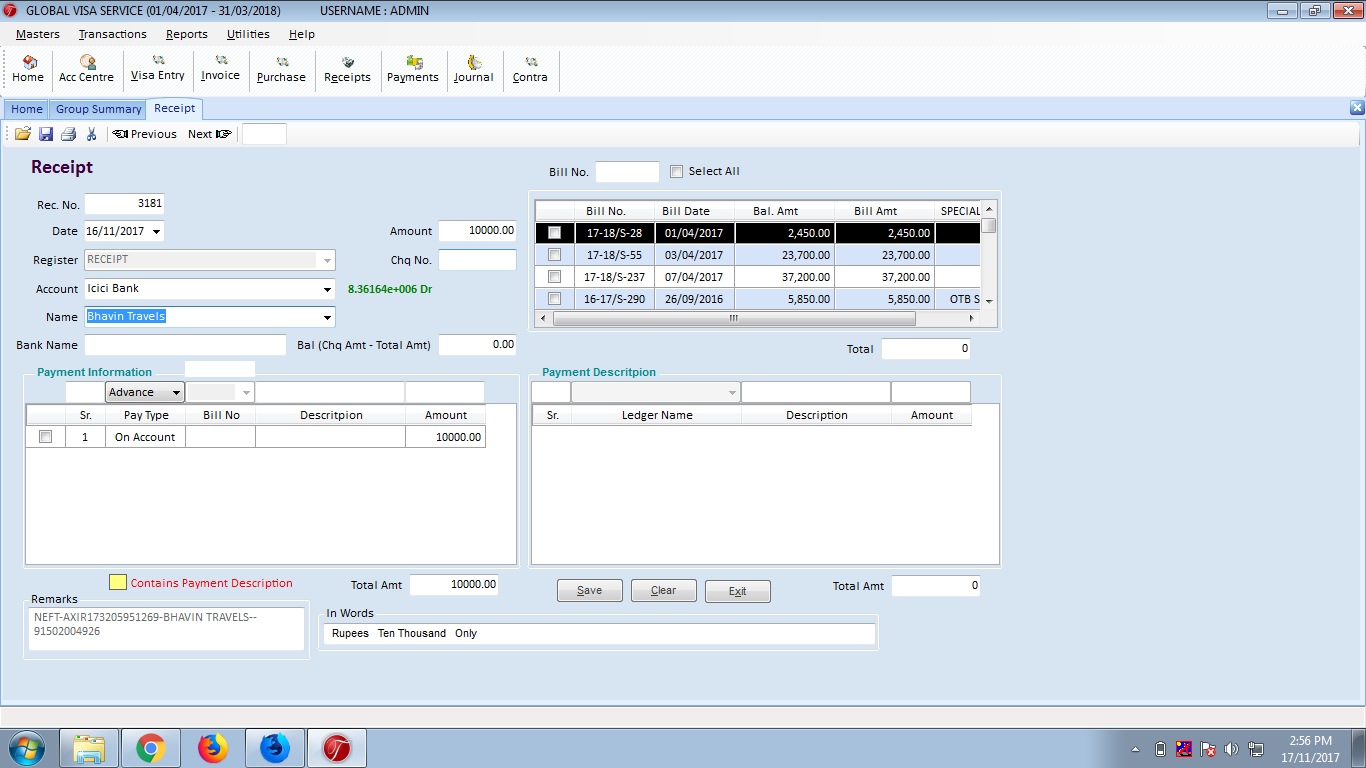 GLOBAL VISA SERVICE (01/04/2017 - 31/03/2018) USERNAME : ADMIN
Masters Transactions Reports Utilities Help
Home Acc Centre Visa Entry Invoice Purchase Receipts Payments Journal Contra
Home Group Summary Receipt
Previous Next
Receipt
Bill No. Select All
Rec. No. 3181
Date 16/11/2017 Amount 10000.00
Register RECEIPT Chq No.
Account Icici Bank 8.36164e+006 Dr
Name Bhavin Travels
Bank Name Bal (Chq Amt - Total Amt) 0.00
Bill No. Bill Date Bal. Amt Bill Amt SPECIAL
17-18/S-28 01/04/2017 2,450.00 2,450.00
17-18/S-55 03/04/2017 23,700.00 23,700.00
17-18/S-237 07/04/2017 37,200.00 37,200.00
16-17/S-290 26/09/2016 5,850.00 5,850.00 OTB S
Total 0
Payment Information
Advance
Sr. Pay Type Bill No Descritpion Amount
1 On Account 10000.00
Payment Descritpion
Sr. Ledger Name Description Amount
Contains Payment Description Total Amt 10000.00
Save Clear Exit Total Amt 0
Remarks
NEFT-AXIR173205951269-BHAVIN TRAVELS--
91502004926
In Words
Rupees Ten Thousand Only
2:56 PM
17/11/2017